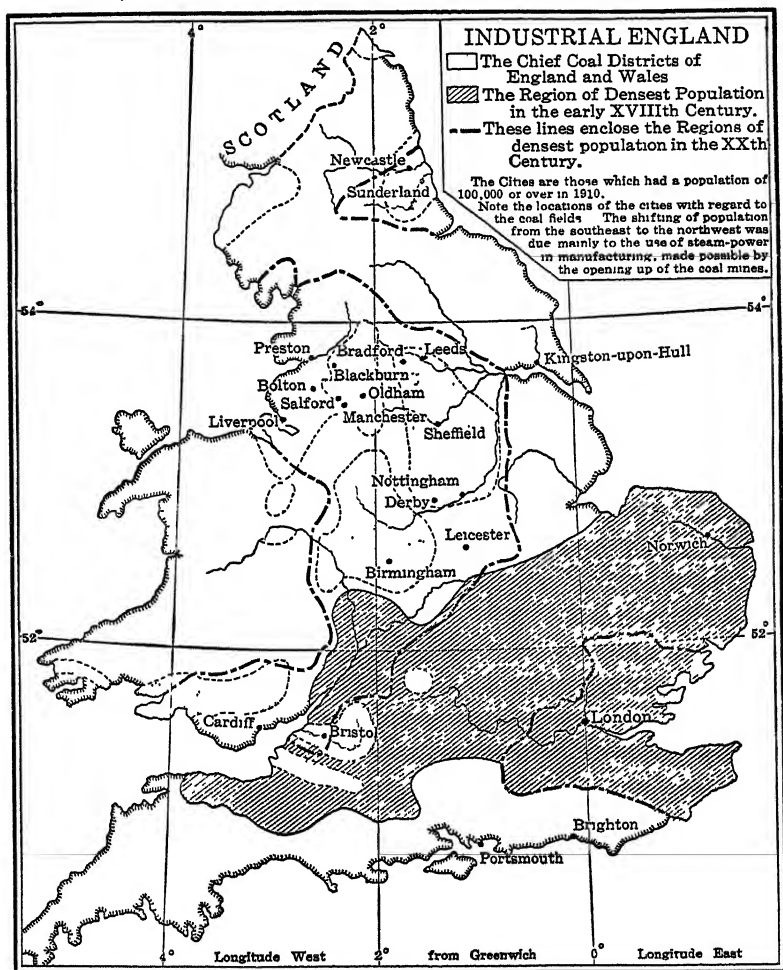 4°
2°
INDUSTRIAL ENGLAND
The Chief Coal Districts of
England and Wales
The Region of Densest Population
in the early XVIIIth Century.
These lines enclose the Regions of
densest population in the XXth
Century.
The Cities are those which had a population of
100,000 or over in 1910.
Note the locations of the cities with regard to
the coal fields The shifting of population
from the southeast to the northwest was
due mainly to the use of steam-power
in manufacturing, made possible by
the opening up of the coal mines.
SCOTLAND
Newcastle
Sunderland
54°
54°
Preston
Bradford
Leeds
Kingston-upon-Hull
Blackburn
Bolton
Oldham
Salford
Manchester
Liverpool
Sheffield
Nottingham
Derby
Leicester
Norwich
Birmingham
52°
52°
Cardiff
Bristol
London
Brighton
Portsmouth
4°
Longitude West
2°
from Greenwich
0°
Longitude East